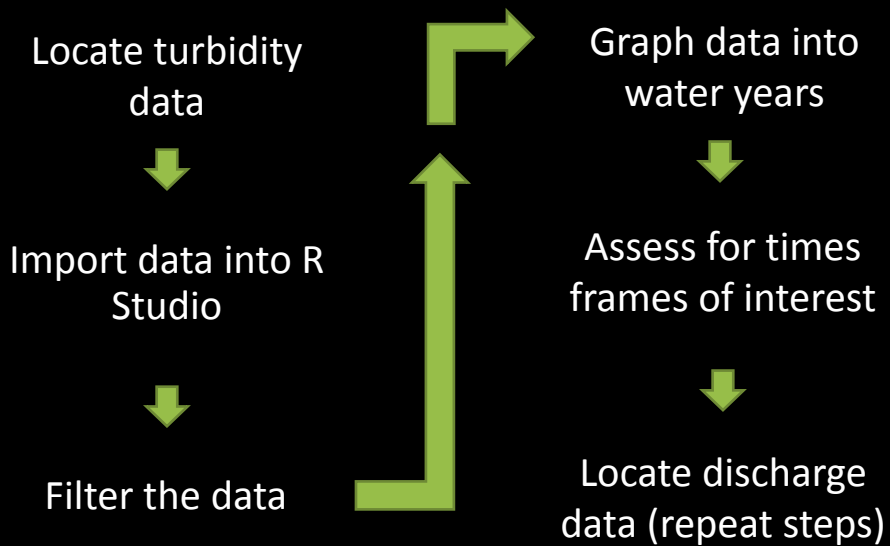 Locate turbidity
data
Import data into R
Studio
Filter the data
Graph data into
water years
Assess for times
frames of interest
Locate discharge
data (repeat steps)